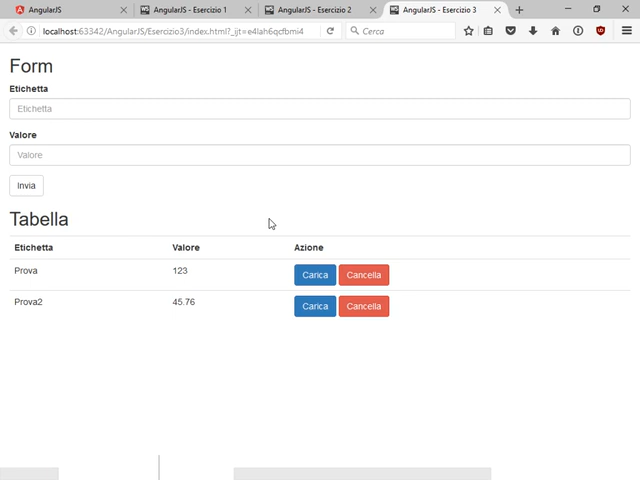 AngularJS
AngularJS - Esercizio 1
AngularJS - Esercizio 2
AngularJS - Esercizio 3
localhost:63342/AngularJS/Esercizio3/index.html?_ijt=e4lah6qcfbmi4
Cerca
Form
Etichetta
Etichetta
Valore
Valore
Invia
Tabella
Etichetta Valore Azione
Prova 123 Carica Cancella
Prova2 45.76 Carica Cancella